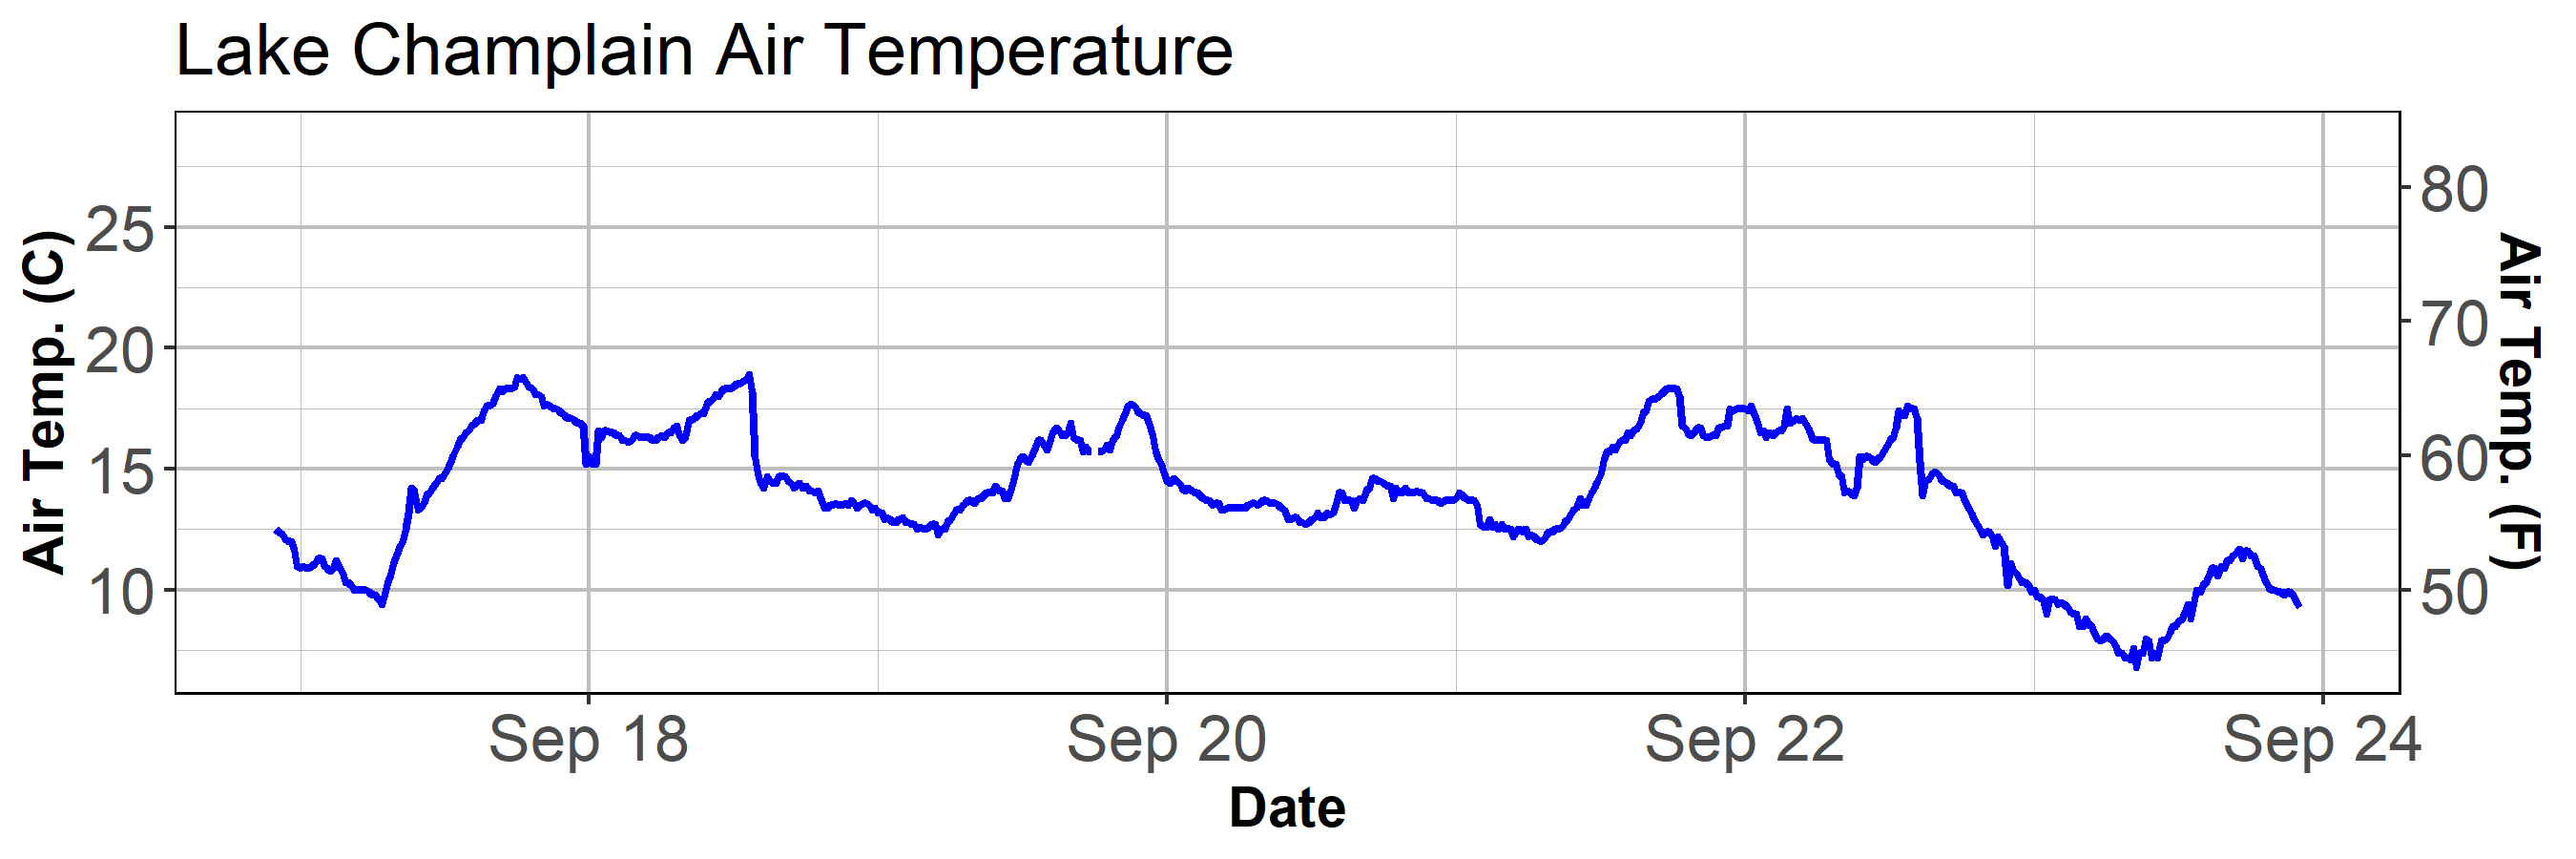 Lake Champlain Air Temperature
Air Temp. (C)
25
20
15
10
80
70
60
50
Air Temp. (F)
Sep 18
Sep 20
Sep 22
Sep 24
Date